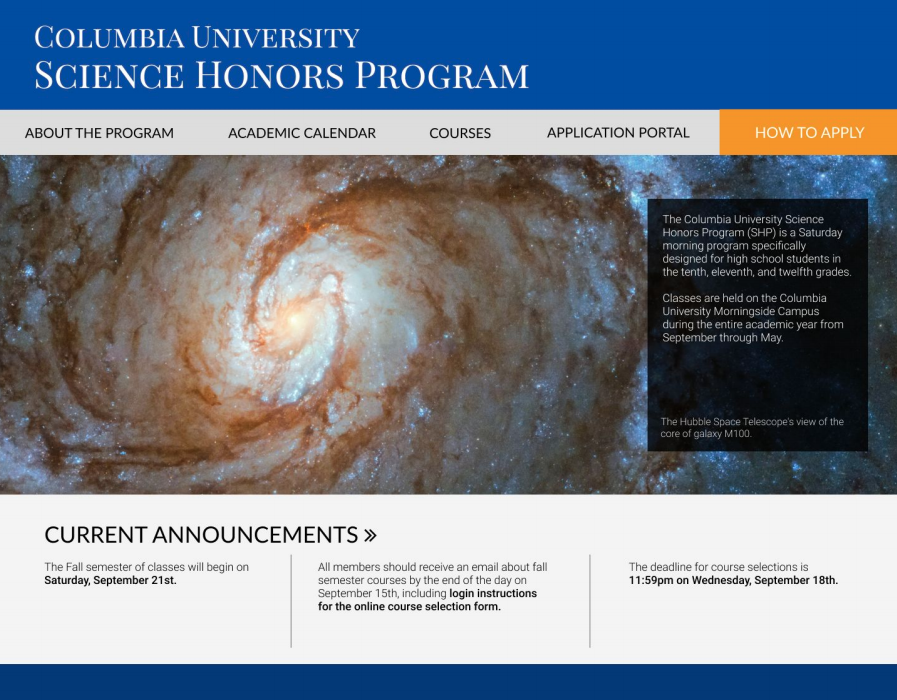 COLUMBIA UNIVERSITY
SCIENCE HONORS PROGRAM
ABOUT THE PROGRAM
ACADEMIC CALENDAR
COURSES
APPLICATION PORTAL
HOW TO APPLY
The Columbia University Science
Honors Program (SHP) is a Saturday
morning program specifically
designed for high school students in
the tenth, eleventh, and twelfth grades.
Classes are held on the Columbia
University Morningside Campus
during the entire academic year from
September through May.
The Hubble Space Telescope's view of the
core of galaxy M100.
CURRENT ANNOUNCEMENTS »
The Fall semester of classes will begin on
Saturday, September 21st.
All members should receive an email about fall
semester courses by the end of the day on
September 15th, including login instructions
for the online course selection form.
The deadline for course selections is
11:59pm on Wednesday, September 18th.